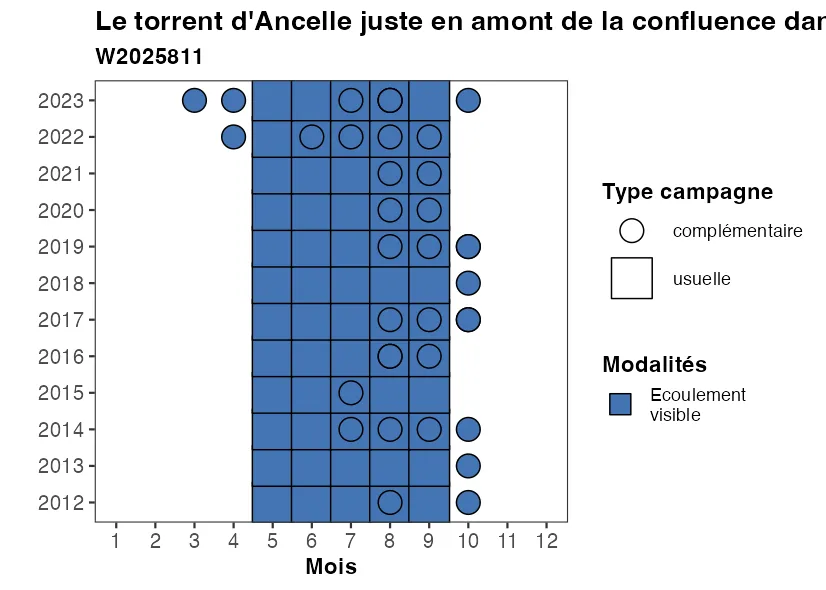 Le torrent d'Ancelle juste en amont de la confluence dan
W2025811
2023
2022
2021
2020
2019
2018
2017
2016
2015
2014
2013
2012
1 2 3 4 5 6 7 8 9 10 11 12
Mois
Type campagne
complémentaire
usuelle
Modalités
Ecoulement
visible